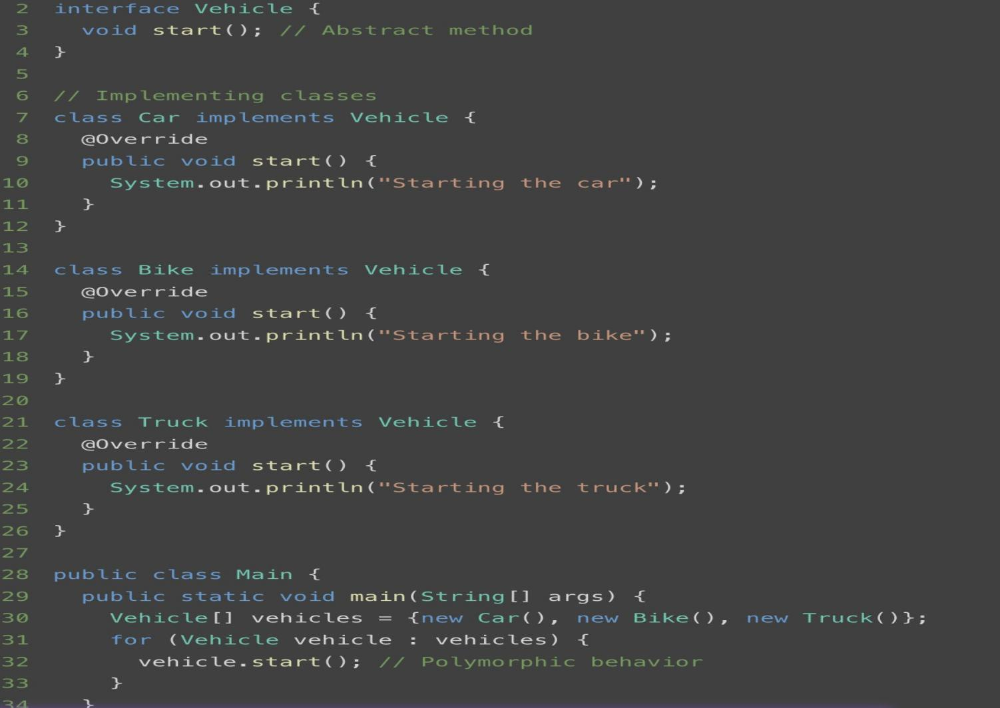 2 interface Vehicle {
3   void start(); // Abstract method
4 }
5
6 // Implementing classes
7 class Car implements Vehicle {
8   @Override
9   public void start() {
10     System.out.println("Starting the car");
11   }
12 }
13
14 class Bike implements Vehicle {
15   @Override
16   public void start() {
17     System.out.println("Starting the bike");
18   }
19 }
20
21 class Truck implements Vehicle {
22   @Override
23   public void start() {
24     System.out.println("Starting the truck");
25   }
26 }
27
28 public class Main {
29   public static void main(String[] args) {
30     Vehicle[] vehicles = {new Car(), new Bike(), new Truck()};
31     for (Vehicle vehicle : vehicles) {
32       vehicle.start(); // Polymorphic behavior
33     }
34   }